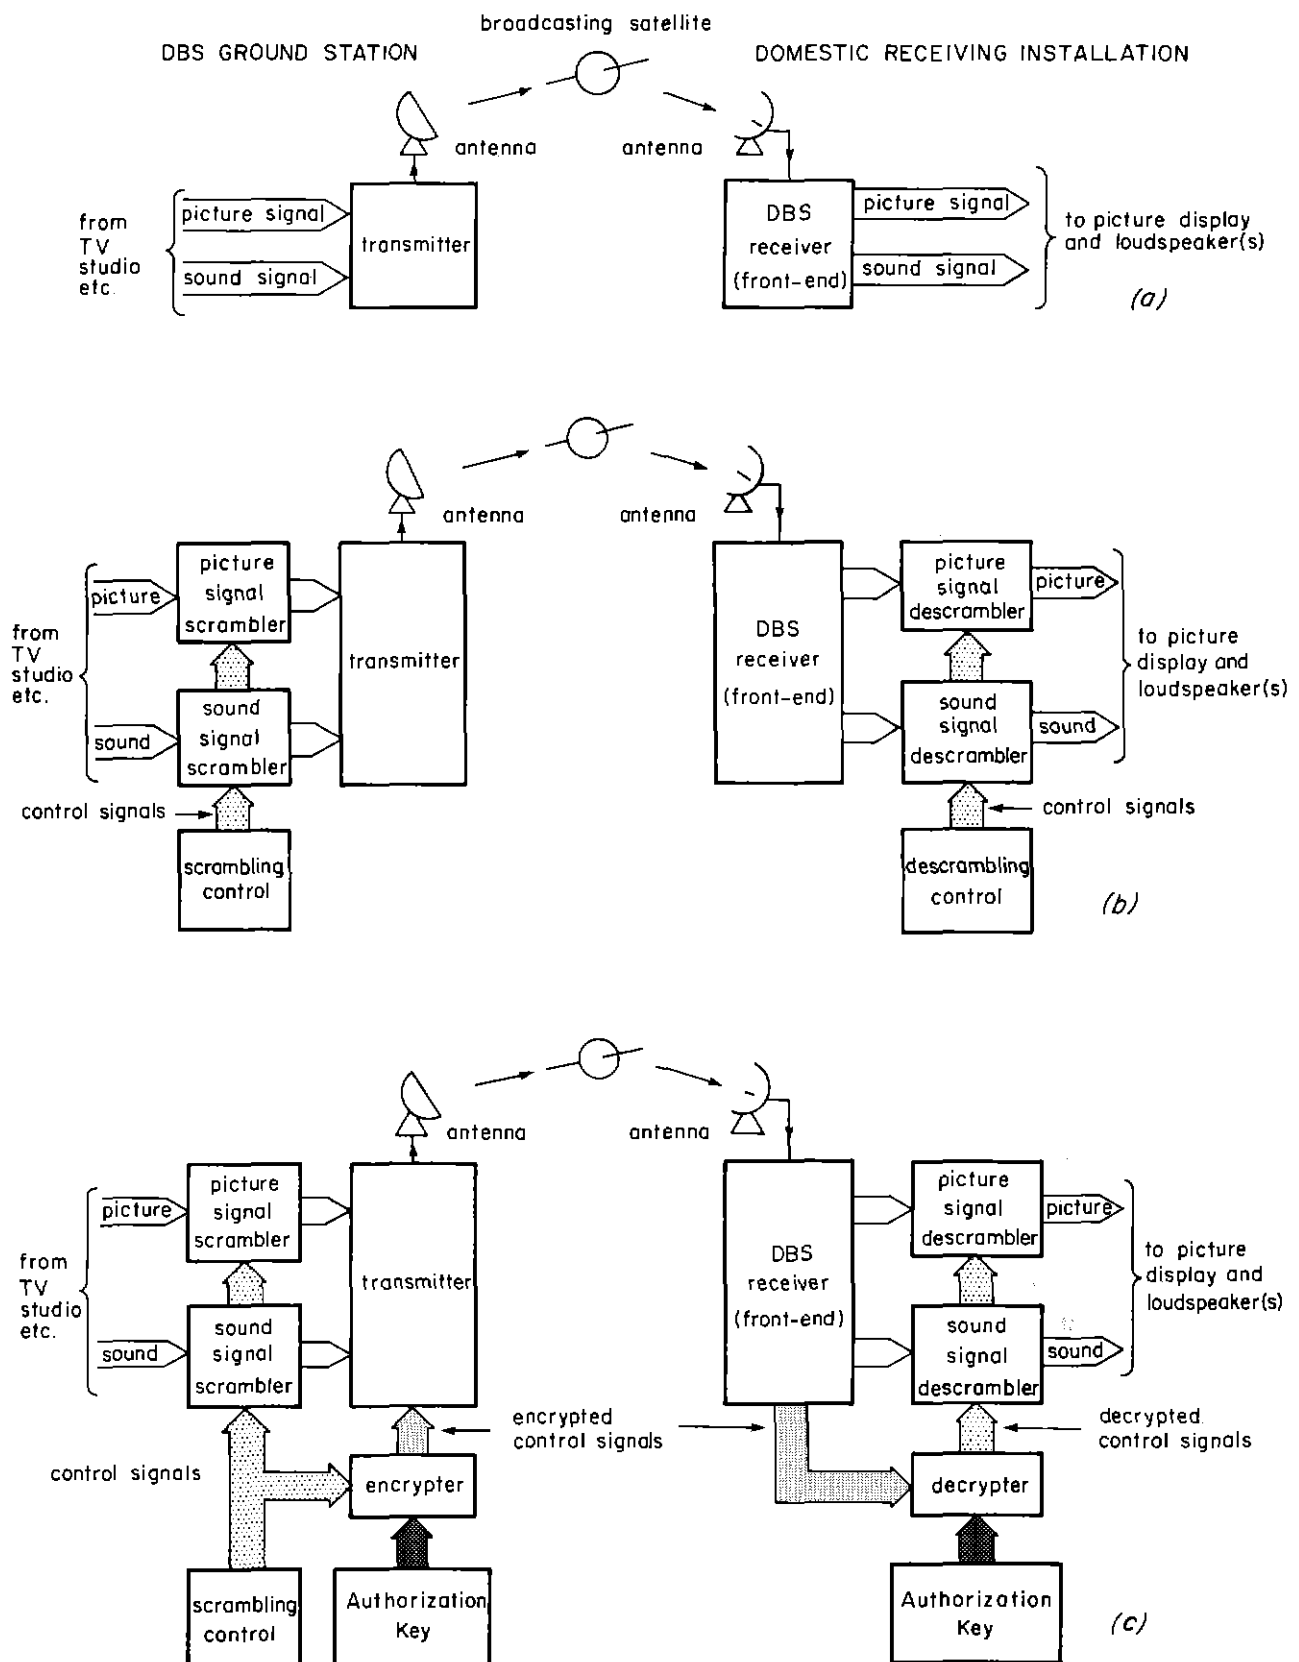 broadcasting satellite
DBS GROUND STATION
DOMESTIC RECEIVING INSTALLATION
antenna
antenna
from
TV
studio
etc.
picture signal
sound signal
transmitter
DBS
receiver
(front-end)
picture signal
sound signal
to picture display
and loudspeaker(s)
(a)
antenna
antenna
from
TV
studio
etc.
picture
sound
picture
signal
scrambler
sound
signal
scrambler
control signals
scrambling
control
transmitter
DBS
receiver
(front-end)
picture
signal
descrambler
sound
signal
descrambler
picture
sound
to picture
display and
loudspeaker(s)
control signals
descrambling
control
(b)
antenna
antenna
from
TV
studio
etc.
picture
sound
picture
signal
scrambler
sound
signal
scrambler
transmitter
control signals
encrypted
control signals
encrypter
scrambling
control
Authorization
Key
DBS
receiver
(front-end)
picture
signal
descrambler
sound
signal
descrambler
picture
sound
to picture
display and
loudspeaker(s)
decrypted
control signals
decrypter
Authorization
Key
(c)